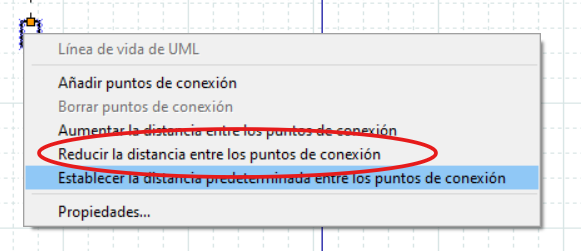 Línea de vida de UML
Añadir puntos de conexión
Borrar puntos de conexión
Aumentar la distancia entre los puntos de conexión
Reducir la distancia entre los puntos de conexión
Establecer la distancia predeterminada entre los puntos de conexión
Propiedades...